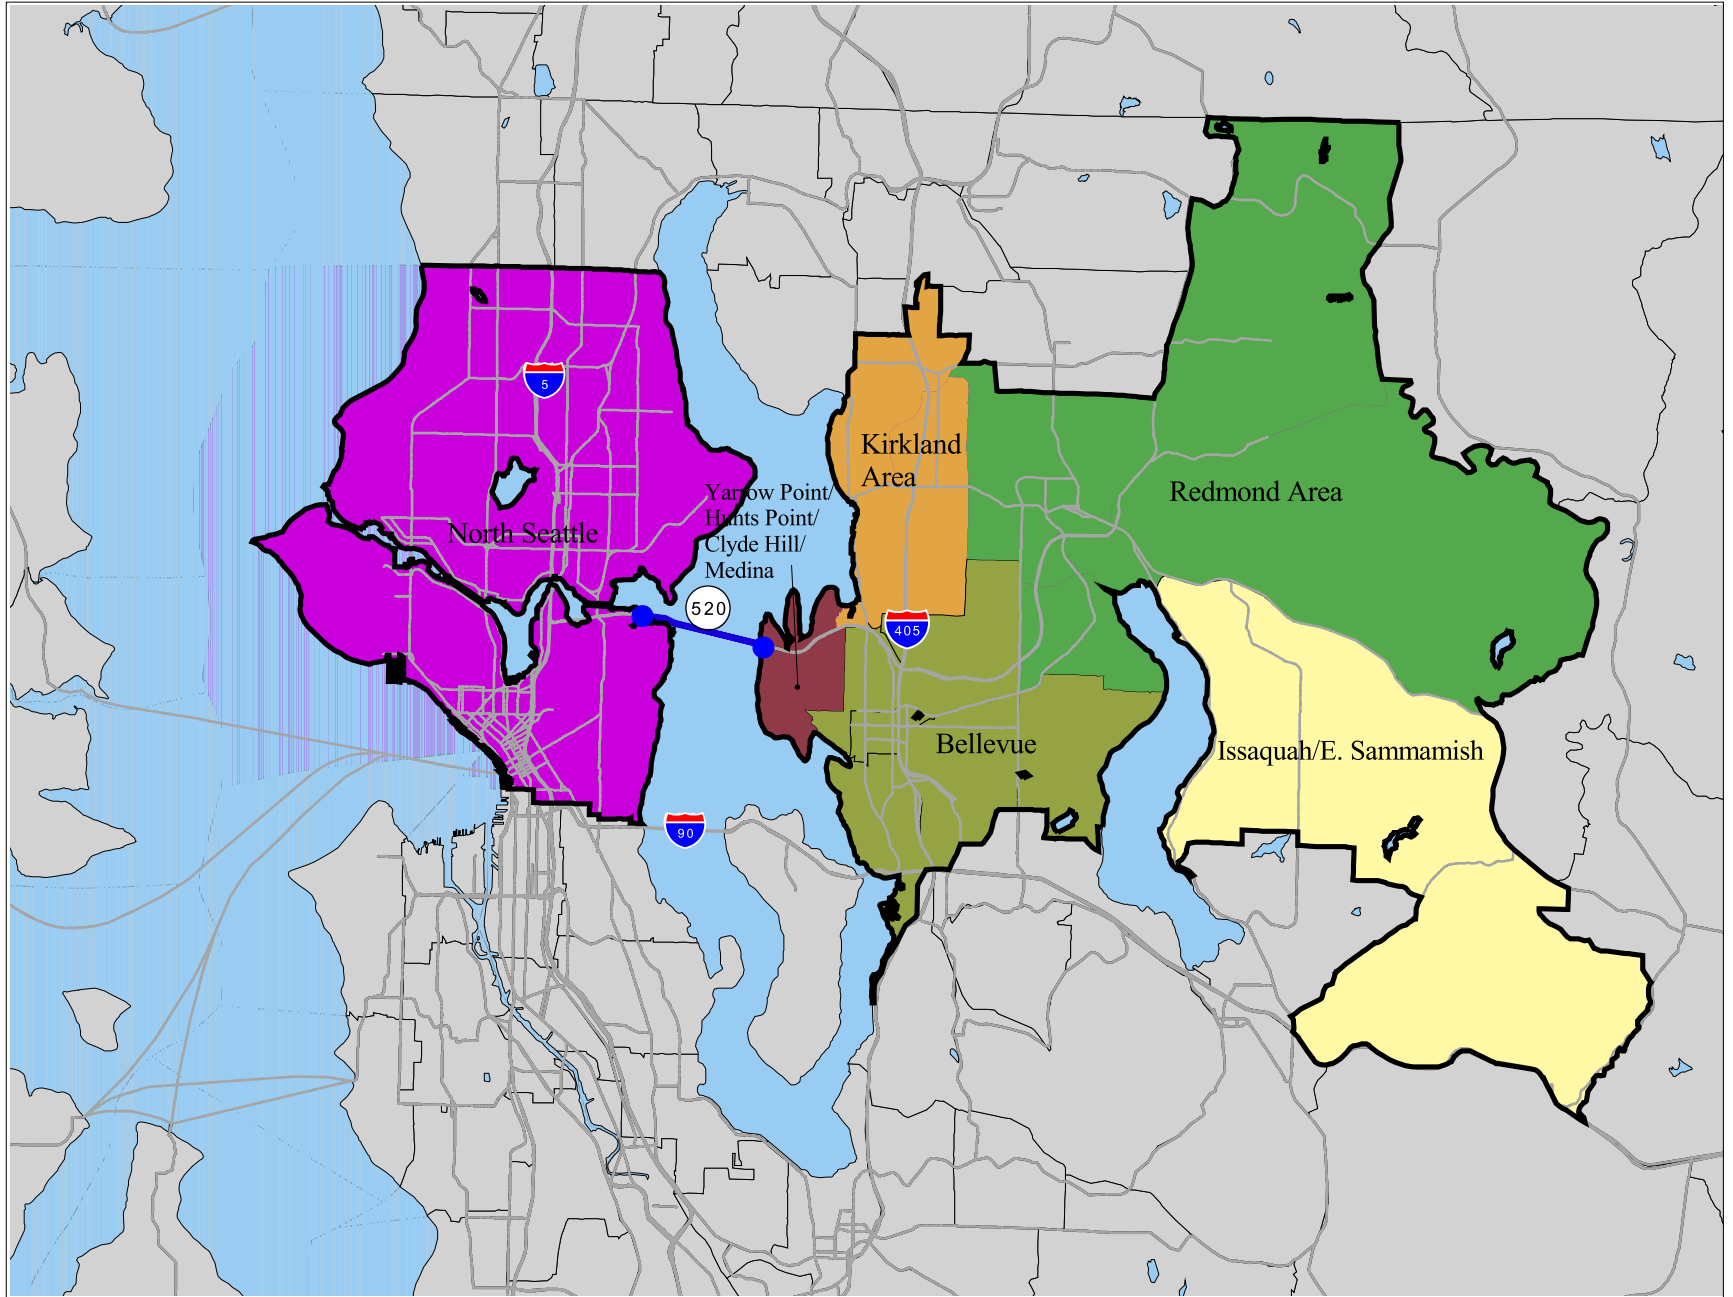 5
Kirkland
Area
Yarrow Point/
Hunts Point/
Clyde Hill/
Medina
Redmond Area
North Seattle
520
405
Bellevue
Issaquah/E. Sammamish
90